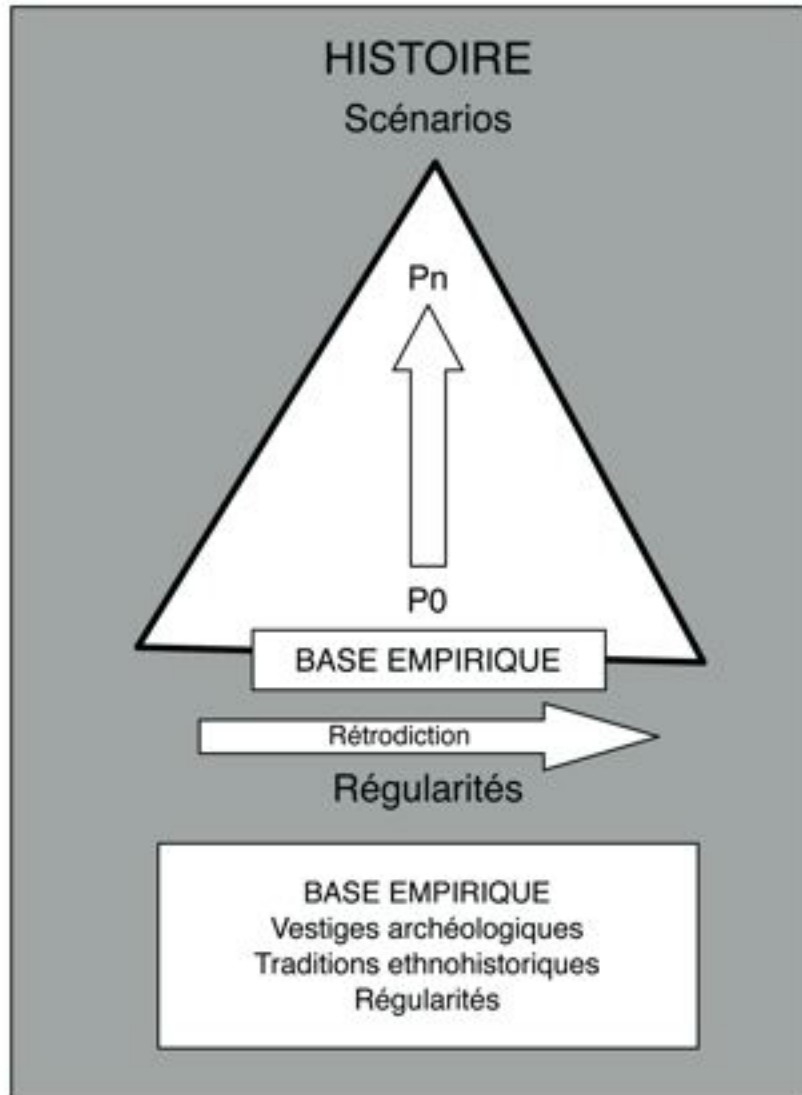 HISTOIRE
Scénarios
Pn
P0
BASE EMPIRIQUE
Rétrodiction
Régularités
BASE EMPIRIQUE
Vestiges archéologiques
Traditions ethnohistoriques
Régularités